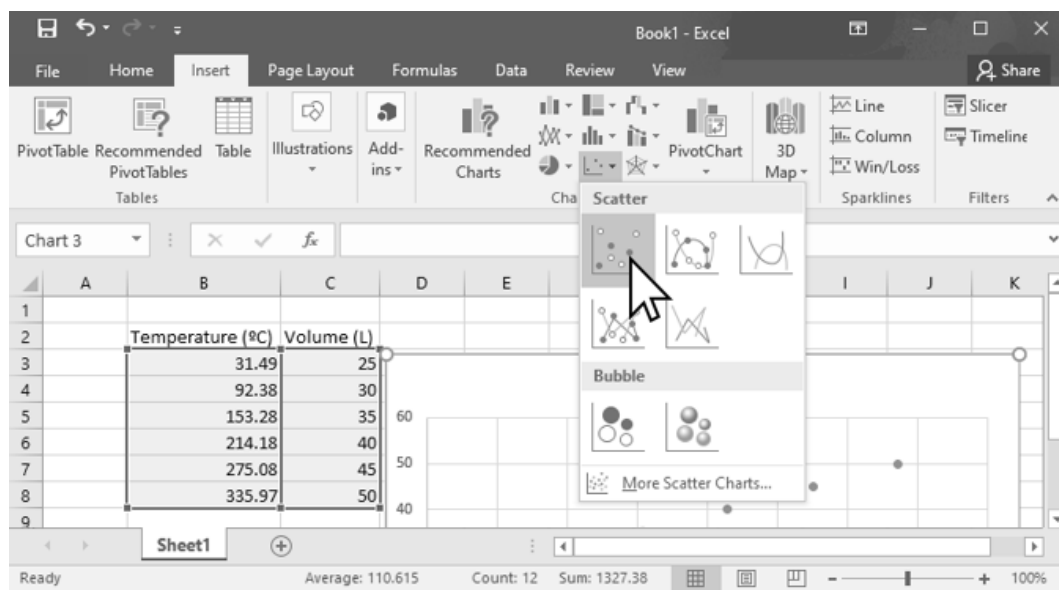 Book1 - Excel
File Home Insert Page Layout Formulas Data Review View Share
PivotTable Recommended PivotTables Table Illustrations Add-ins Recommended Charts PivotChart 3D Map Line Column Win/Loss Slicer Timeline
Tables Cha Sparklines Filters
Scatter
Chart 3 fx
A B C D E I J K
1
2 Temperature (ºC) Volume (L)
3 31.49 25
4 92.38 30
5 153.28 35
6 214.18 40
7 275.08 45
8 335.97 50
9
60
50
40
Bubble
More Scatter Charts...
Sheet1
Ready Average: 110.615 Count: 12 Sum: 1327.38 100%